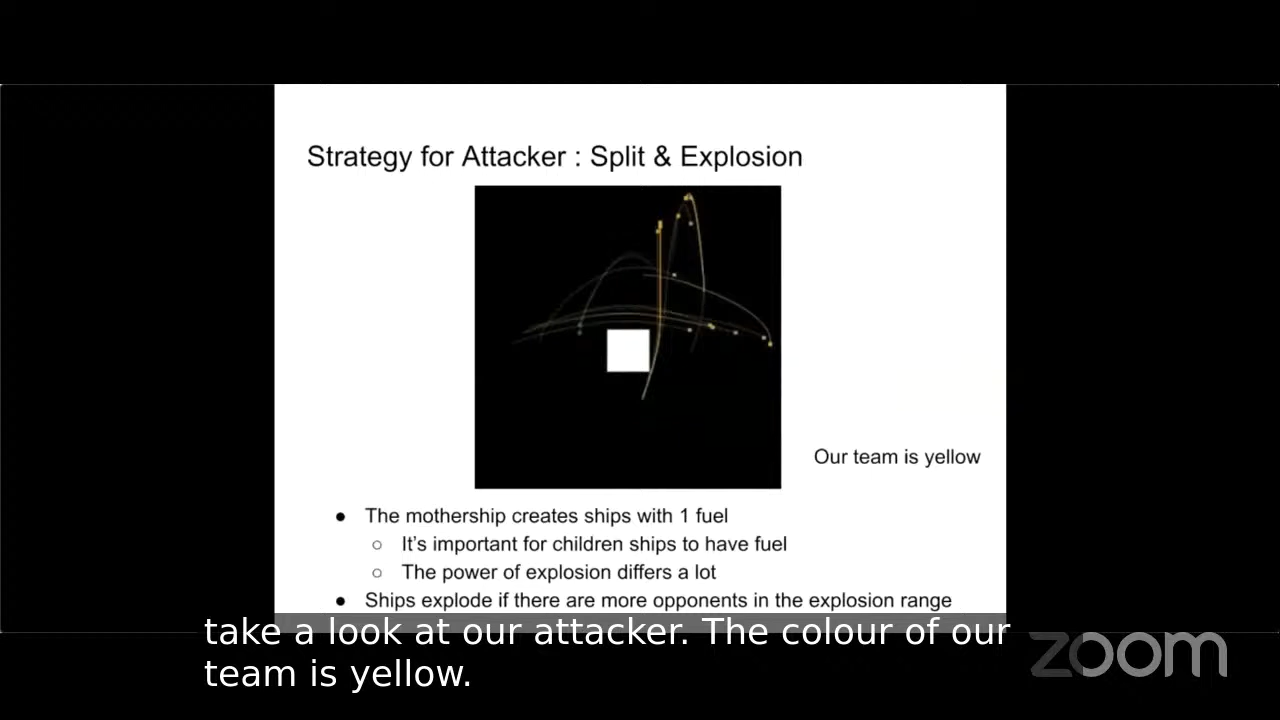 Strategy for Attacker : Split & Explosion
Our team is yellow
● The mothership creates ships with 1 fuel
○ It's important for children ships to have fuel
○ The power of explosion differs a lot
● Ships explode if there are more opponents in the explosion range
take a look at our attacker. The colour of our
team is yellow.
zoom